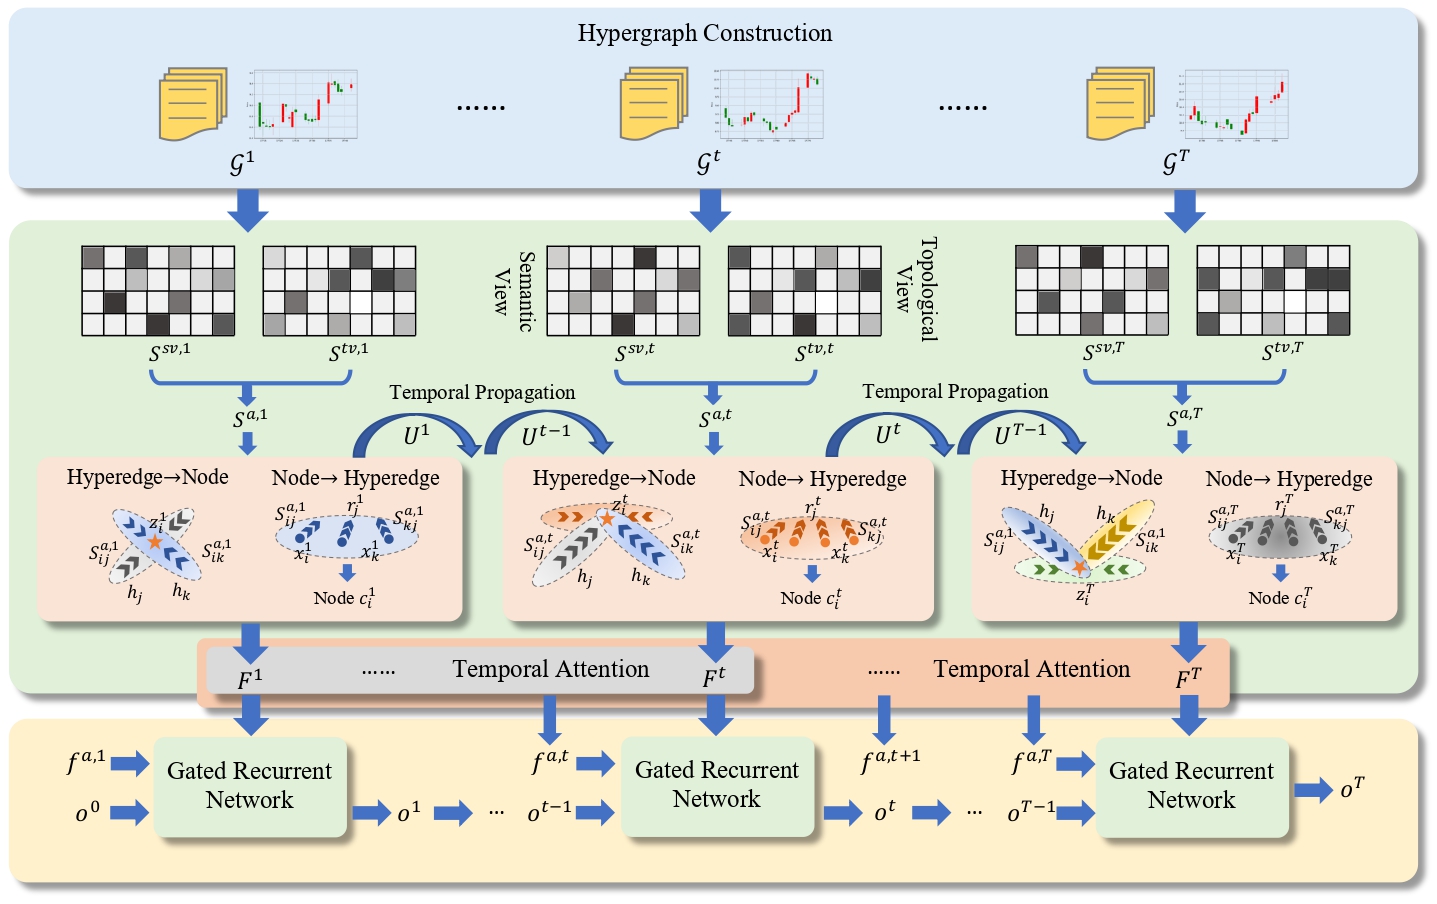 Hypergraph Construction
......
......
𝒢¹
𝒢ᵗ
𝒢ᵀ
Semantic
View
Topological
View
S^{sv,1}
S^{tv,1}
S^{sv,t}
S^{tv,t}
S^{sv,T}
S^{tv,T}
Temporal Propagation
Temporal Propagation
S^{a,1}
S^{a,t}
S^{a,T}
U^1
U^{t−1}
U^t
U^{T−1}
Hyperedge→Node
Node→ Hyperedge
z_i^1
S_{ij}^{a,1}
S_{ik}^{a,1}
h_j
h_k
S_{ij}^{a,1}
r_j^1
S_{kj}^{a,1}
x_i^1
x_k^1
Node c_i^1
Hyperedge→Node
Node→ Hyperedge
z_i^t
S_{ij}^{a,t}
S_{ik}^{a,t}
h_j
h_k
S_{ij}^{a,t}
r_j^t
S_{kj}^{a,t}
x_i^t
x_k^t
Node c_i^t
Hyperedge→Node
Node→ Hyperedge
h_j
h_k
S_{ij}^{a,1}
S_{ik}^{a,1}
z_i^T
S_{ij}^{a,T}
r_j^T
S_{kj}^{a,T}
x_i^T
x_k^T
Node c_i^T
F^1 ...... Temporal Attention F^t ...... Temporal Attention F^T
f^{a,1}
f^{a,t}
f^{a,t+1}
f^{a,T}
Gated Recurrent
Network
Gated Recurrent
Network
Gated Recurrent
Network
o^T
o^0
o^1 ... o^{t−1}
o^t ... o^{T−1}